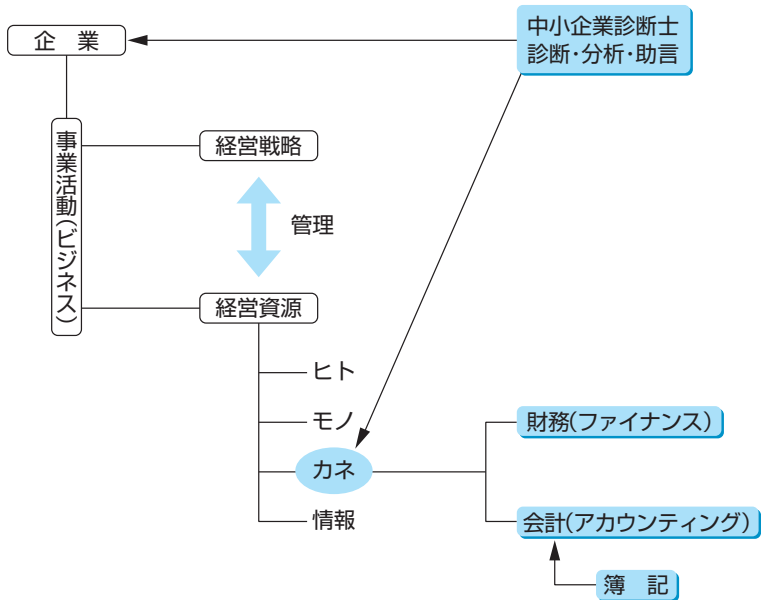 企　業
中小企業診断士
診断・分析・助言
事業活動(ビジネス)
経営戦略
管理
経営資源
ヒト
モノ
カネ
情報
財務(ファイナンス)
会計(アカウンティング)
簿　記